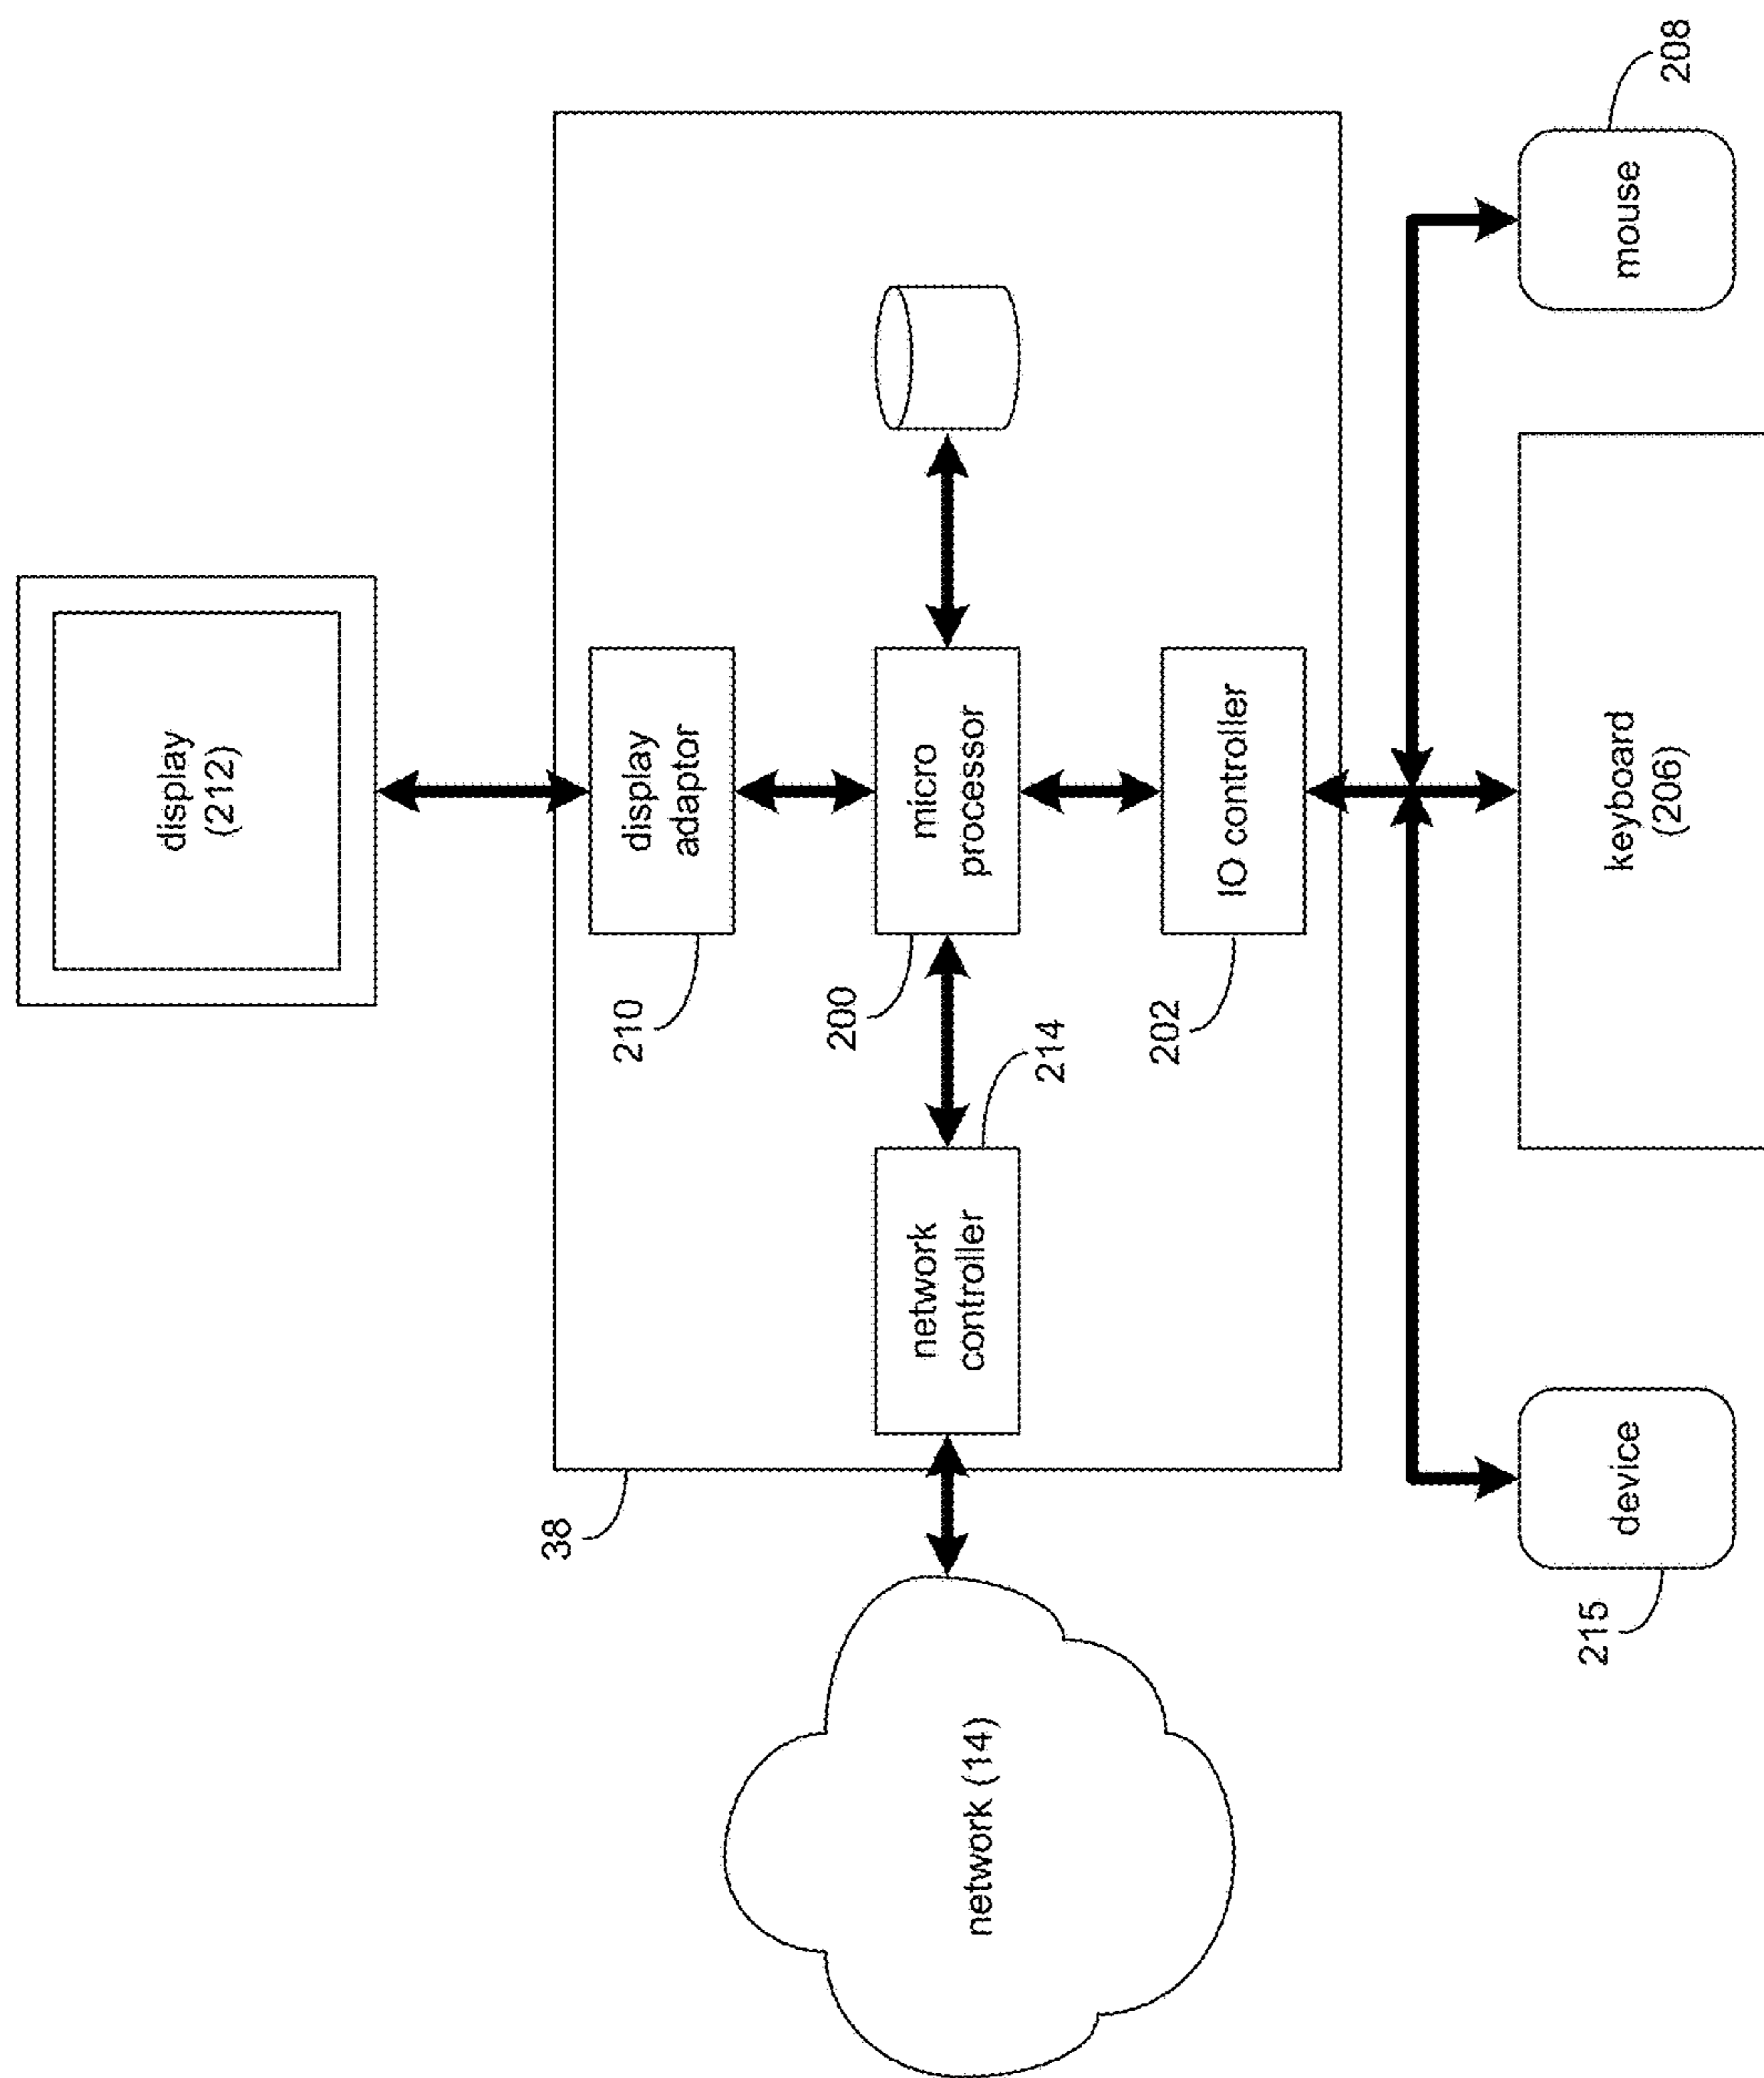 display
(212)
display
adaptor
210
micro
processor
200
network
controller
214
IO controller
202
38
network (14)
keyboard
(206)
mouse
208
device
215